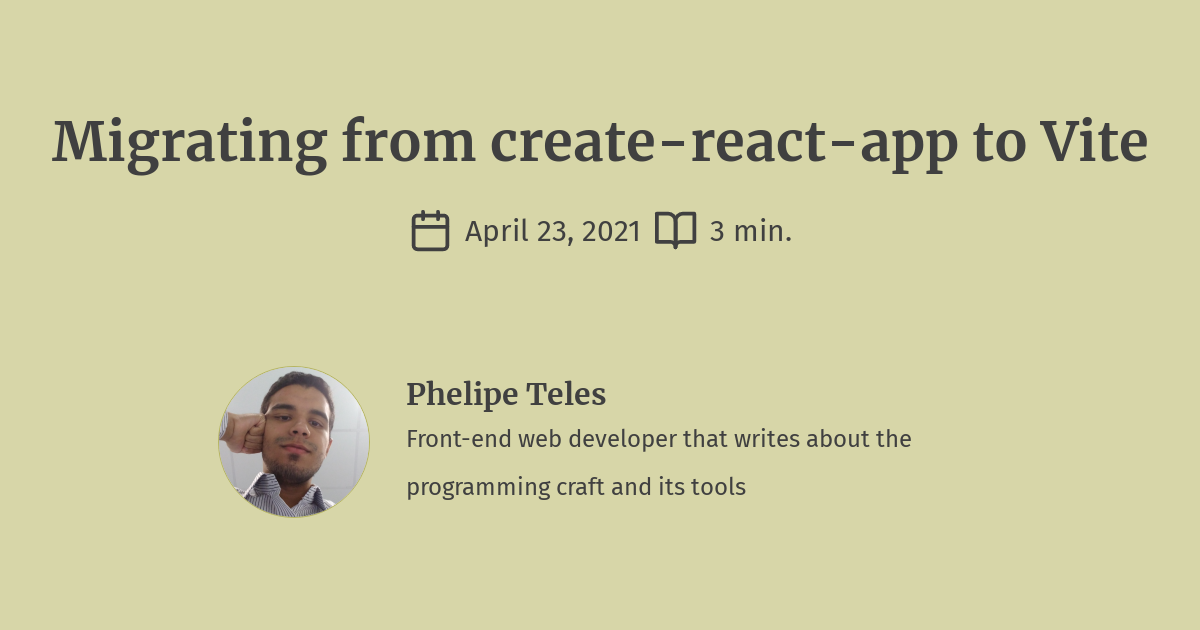 Migrating from create-react-app to Vite
April 23, 2021 3 min.
Phelipe Teles
Front-end web developer that writes about the
programming craft and its tools